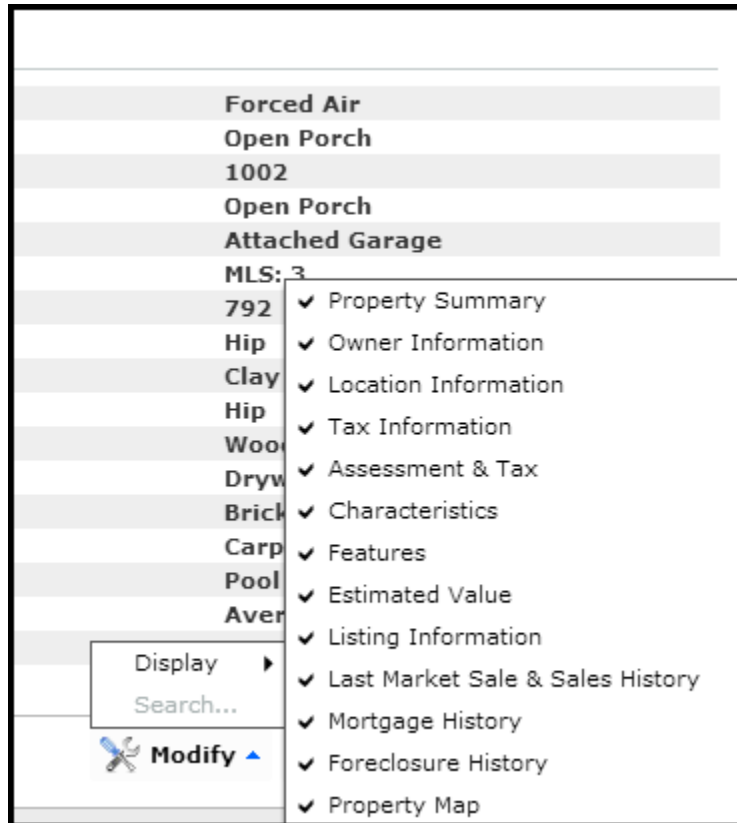 Forced Air
Open Porch
1002
Open Porch
Attached Garage
MLS: 3
792
Hip
Clay
Hip
Brick
Pool
Display
Search...
Modify
Property Summary
Owner Information
Location Information
Tax Information
Assessment & Tax
Characteristics
Features
Estimated Value
Listing Information
Last Market Sale & Sales History
Mortgage History
Foreclosure History
Property Map